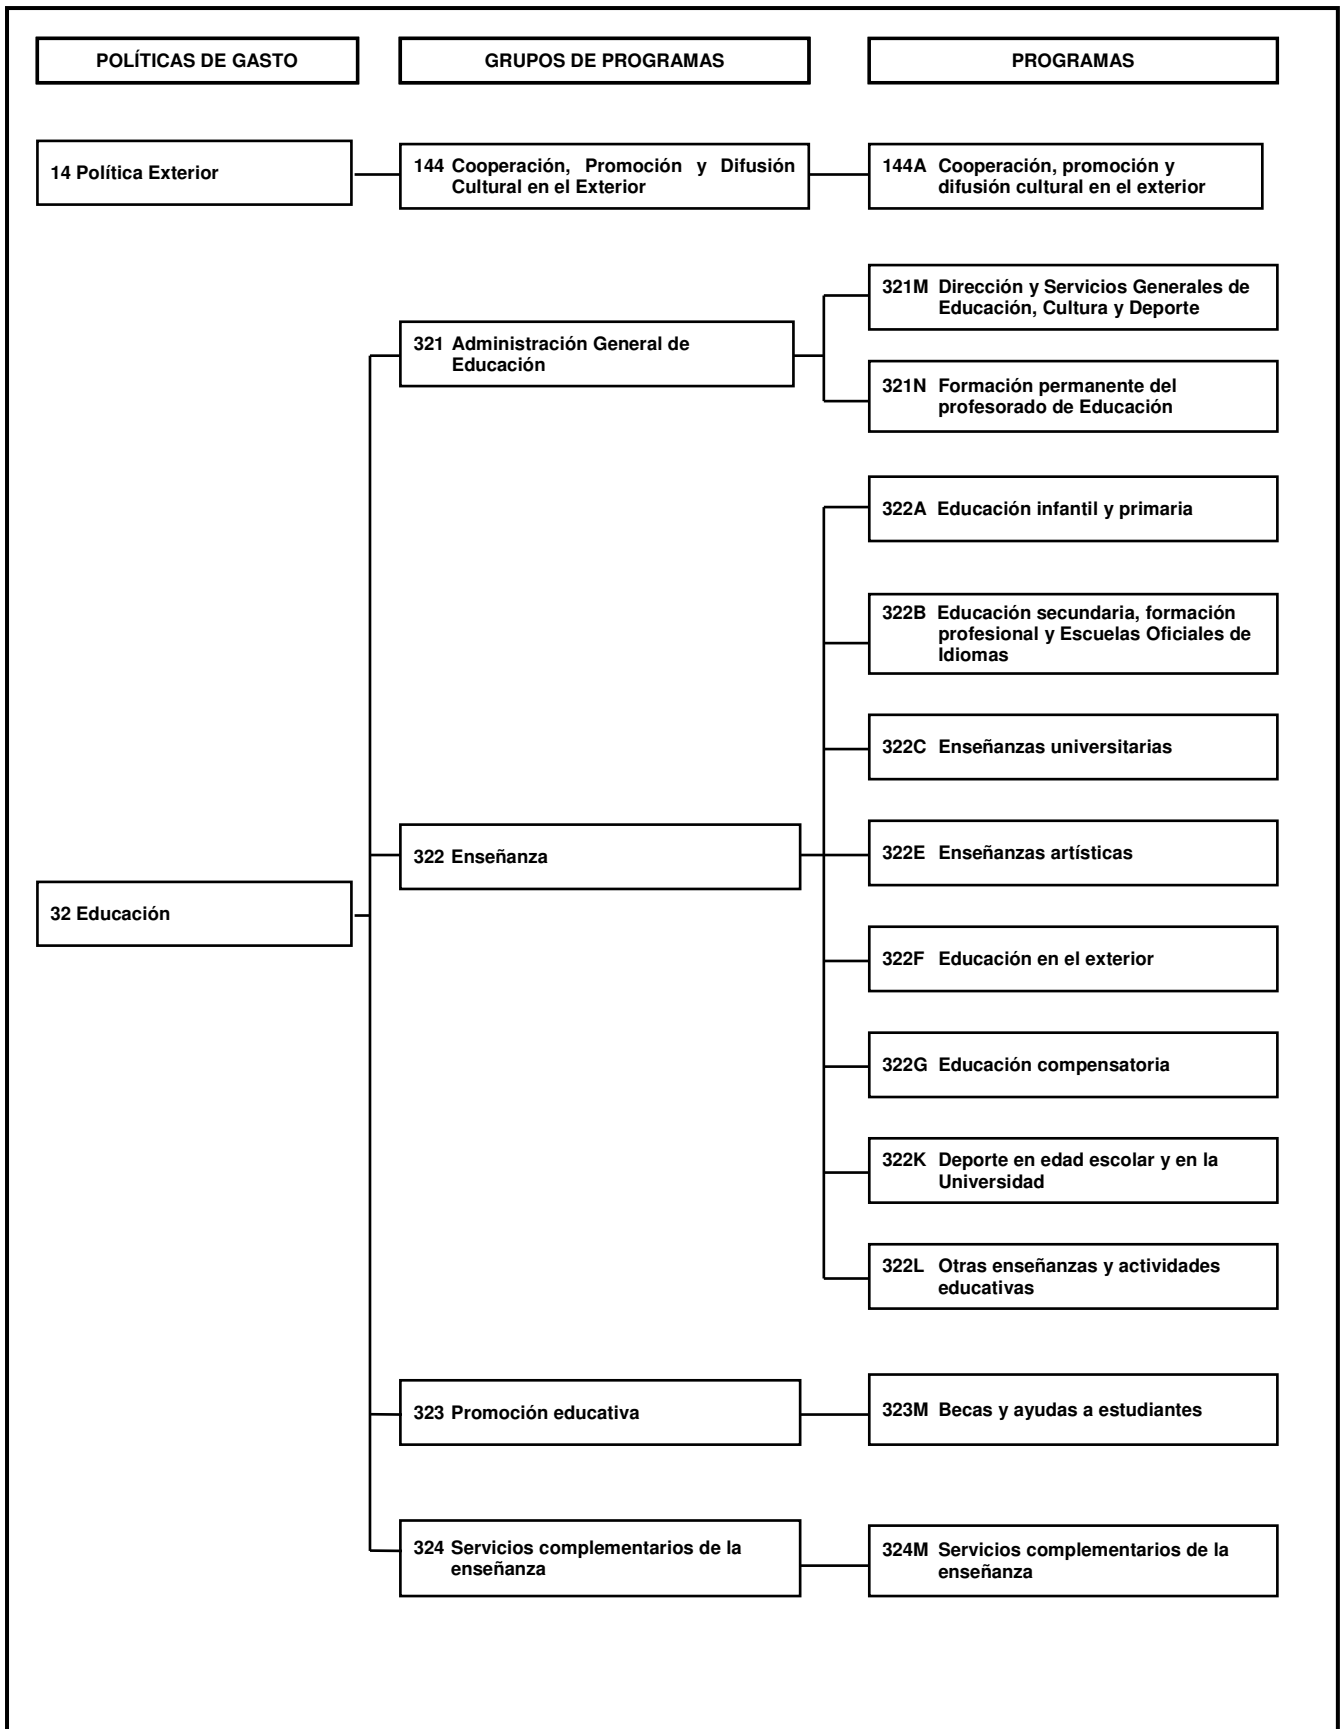 POLÍTICAS DE GASTO
GRUPOS DE PROGRAMAS
PROGRAMAS
14 Política Exterior
144 Cooperación, Promoción y Difusión
Cultural en el Exterior
144A Cooperación, promoción y
difusión cultural en el exterior
321M Dirección y Servicios Generales de
Educación, Cultura y Deporte
321 Administración General de
Educación
321N Formación permanente del
profesorado de Educación
322A Educación infantil y primaria
322B Educación secundaria, formación
profesional y Escuelas Oficiales de
Idiomas
322C Enseñanzas universitarias
322 Enseñanza
322E Enseñanzas artísticas
32 Educación
322F Educación en el exterior
322G Educación compensatoria
322K Deporte en edad escolar y en la
Universidad
322L Otras enseñanzas y actividades
educativas
323 Promoción educativa
323M Becas y ayudas a estudiantes
324 Servicios complementarios de la
enseñanza
324M Servicios complementarios de la
enseñanza